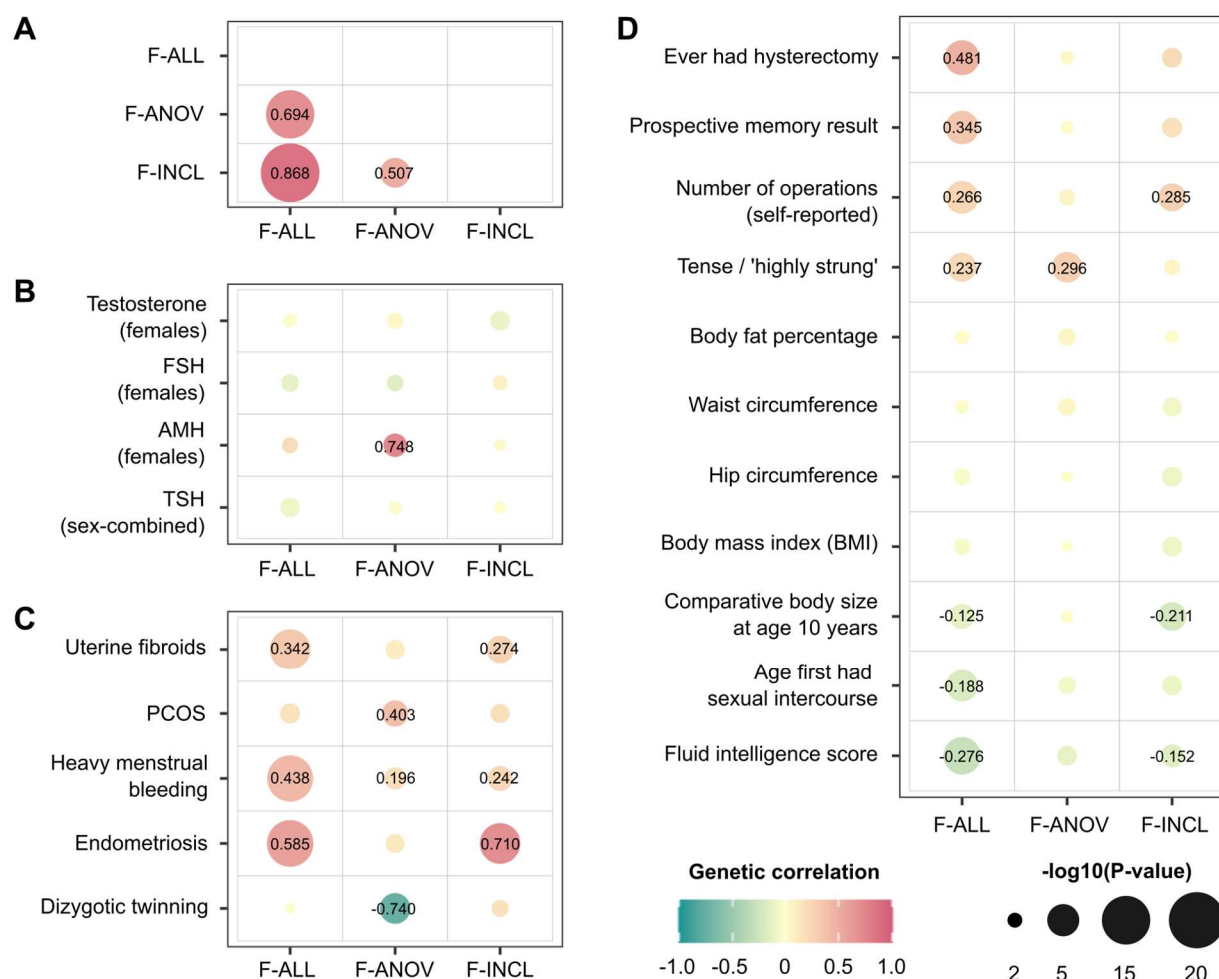 A
F-ALL
F-ANOV
0.694
F-INCL
0.868
0.507
F-ALL
F-ANOV
F-INCL
B
Testosterone
(females)
FSH
(females)
AMH
(females)
0.748
TSH
(sex-combined)
F-ALL
F-ANOV
F-INCL
C
Uterine fibroids
0.342
0.274
PCOS
0.403
Heavy menstrual
bleeding
0.438
0.196
0.242
Endometriosis
0.585
0.710
Dizygotic twinning
-0.740
F-ALL
F-ANOV
F-INCL
D
Ever had hysterectomy
0.481
Prospective memory result
0.345
Number of operations
(self-reported)
0.266
0.285
Tense / 'highly strung'
0.237
0.296
Body fat percentage
Waist circumference
Hip circumference
Body mass index (BMI)
Comparative body size
at age 10 years
-0.125
-0.211
Age first had
sexual intercourse
-0.188
Fluid intelligence score
-0.276
-0.152
F-ALL
F-ANOV
F-INCL
Genetic correlation
-1.0 -0.5 0 0.5 1.0
-log10(P-value)
2 5 15 20